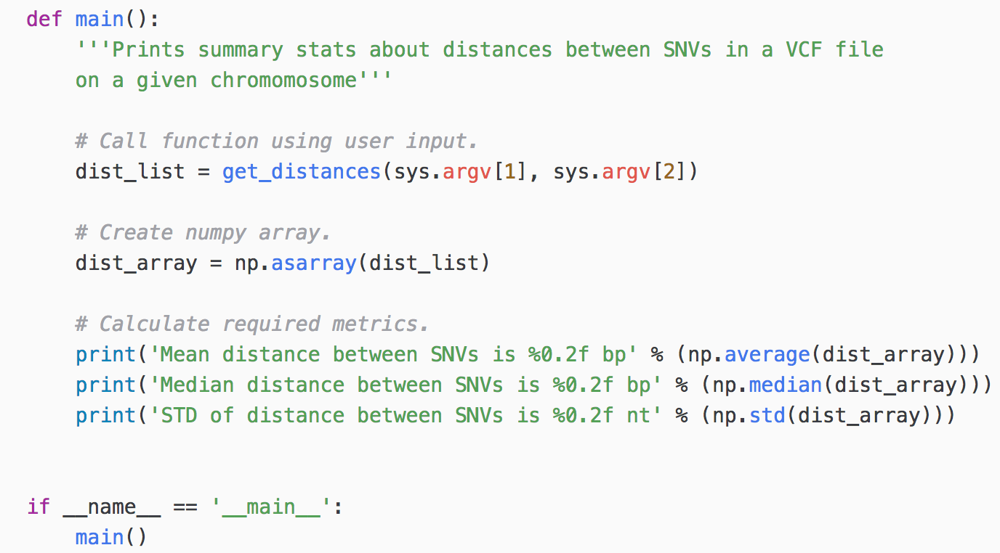 def main():
    '''Prints summary stats about distances between SNVs in a VCF file
    on a given chromomosome'''

    # Call function using user input.
    dist_list = get_distances(sys.argv[1], sys.argv[2])

    # Create numpy array.
    dist_array = np.asarray(dist_list)

    # Calculate required metrics.
    print('Mean distance between SNVs is %0.2f bp' % (np.average(dist_array)))
    print('Median distance between SNVs is %0.2f bp' % (np.median(dist_array)))
    print('STD of distance between SNVs is %0.2f nt' % (np.std(dist_array)))


if __name__ == '__main__':
    main()